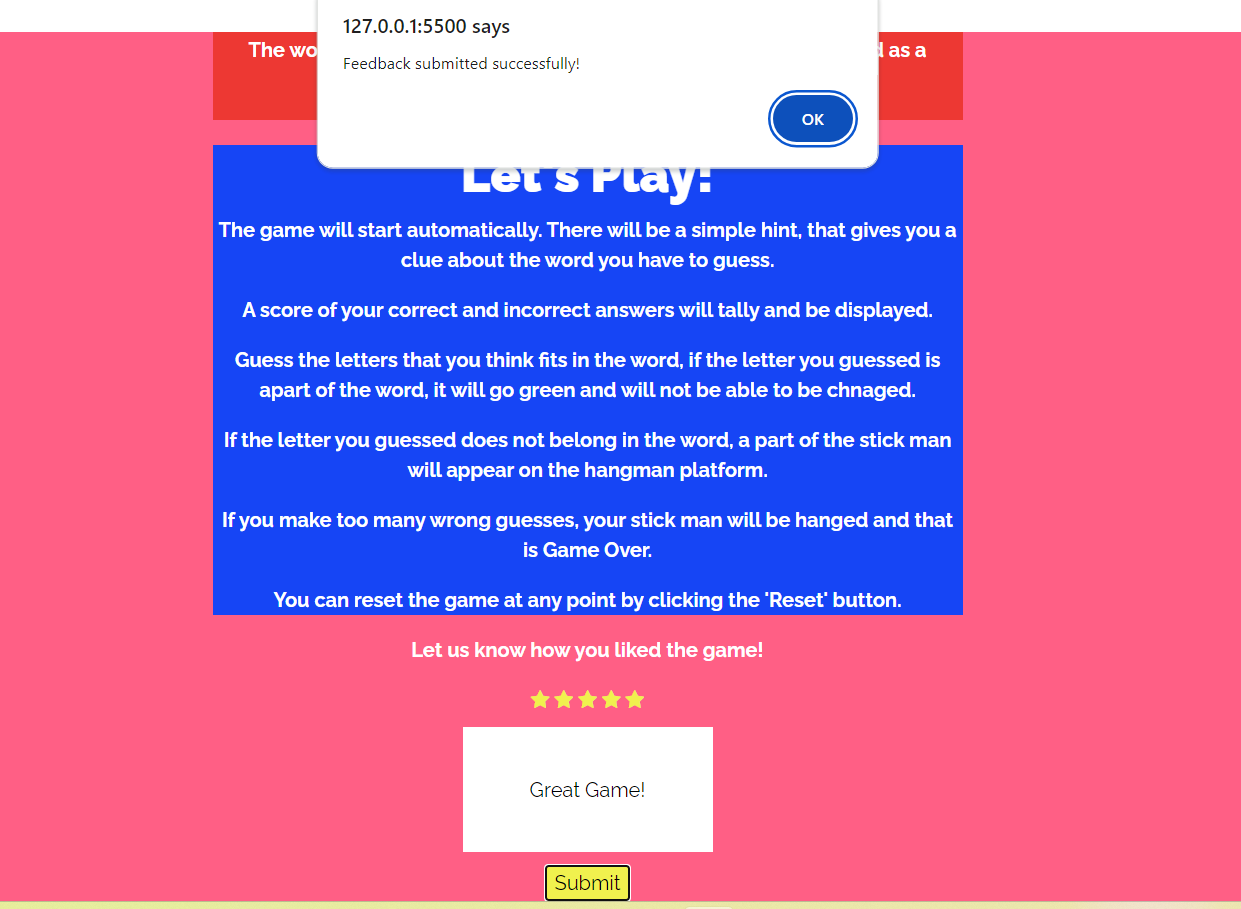 127.0.0.1:5500 says
Feedback submitted successfully!
OK
The as a
Let's Play!
The game will start automatically. There will be a simple hint, that gives you a
clue about the word you have to guess.
A score of your correct and incorrect answers will tally and be displayed.
Guess the letters that you think fits in the word, if the letter you guessed is
apart of the word, it will go green and will not be able to be chnaged.
If the letter you guessed does not belong in the word, a part of the stick man
will appear on the hangman platform.
If you make too many wrong guesses, your stick man will be hanged and that
is Game Over.
You can reset the game at any point by clicking the 'Reset' button.
Let us know how you liked the game!
Great Game!
Submit